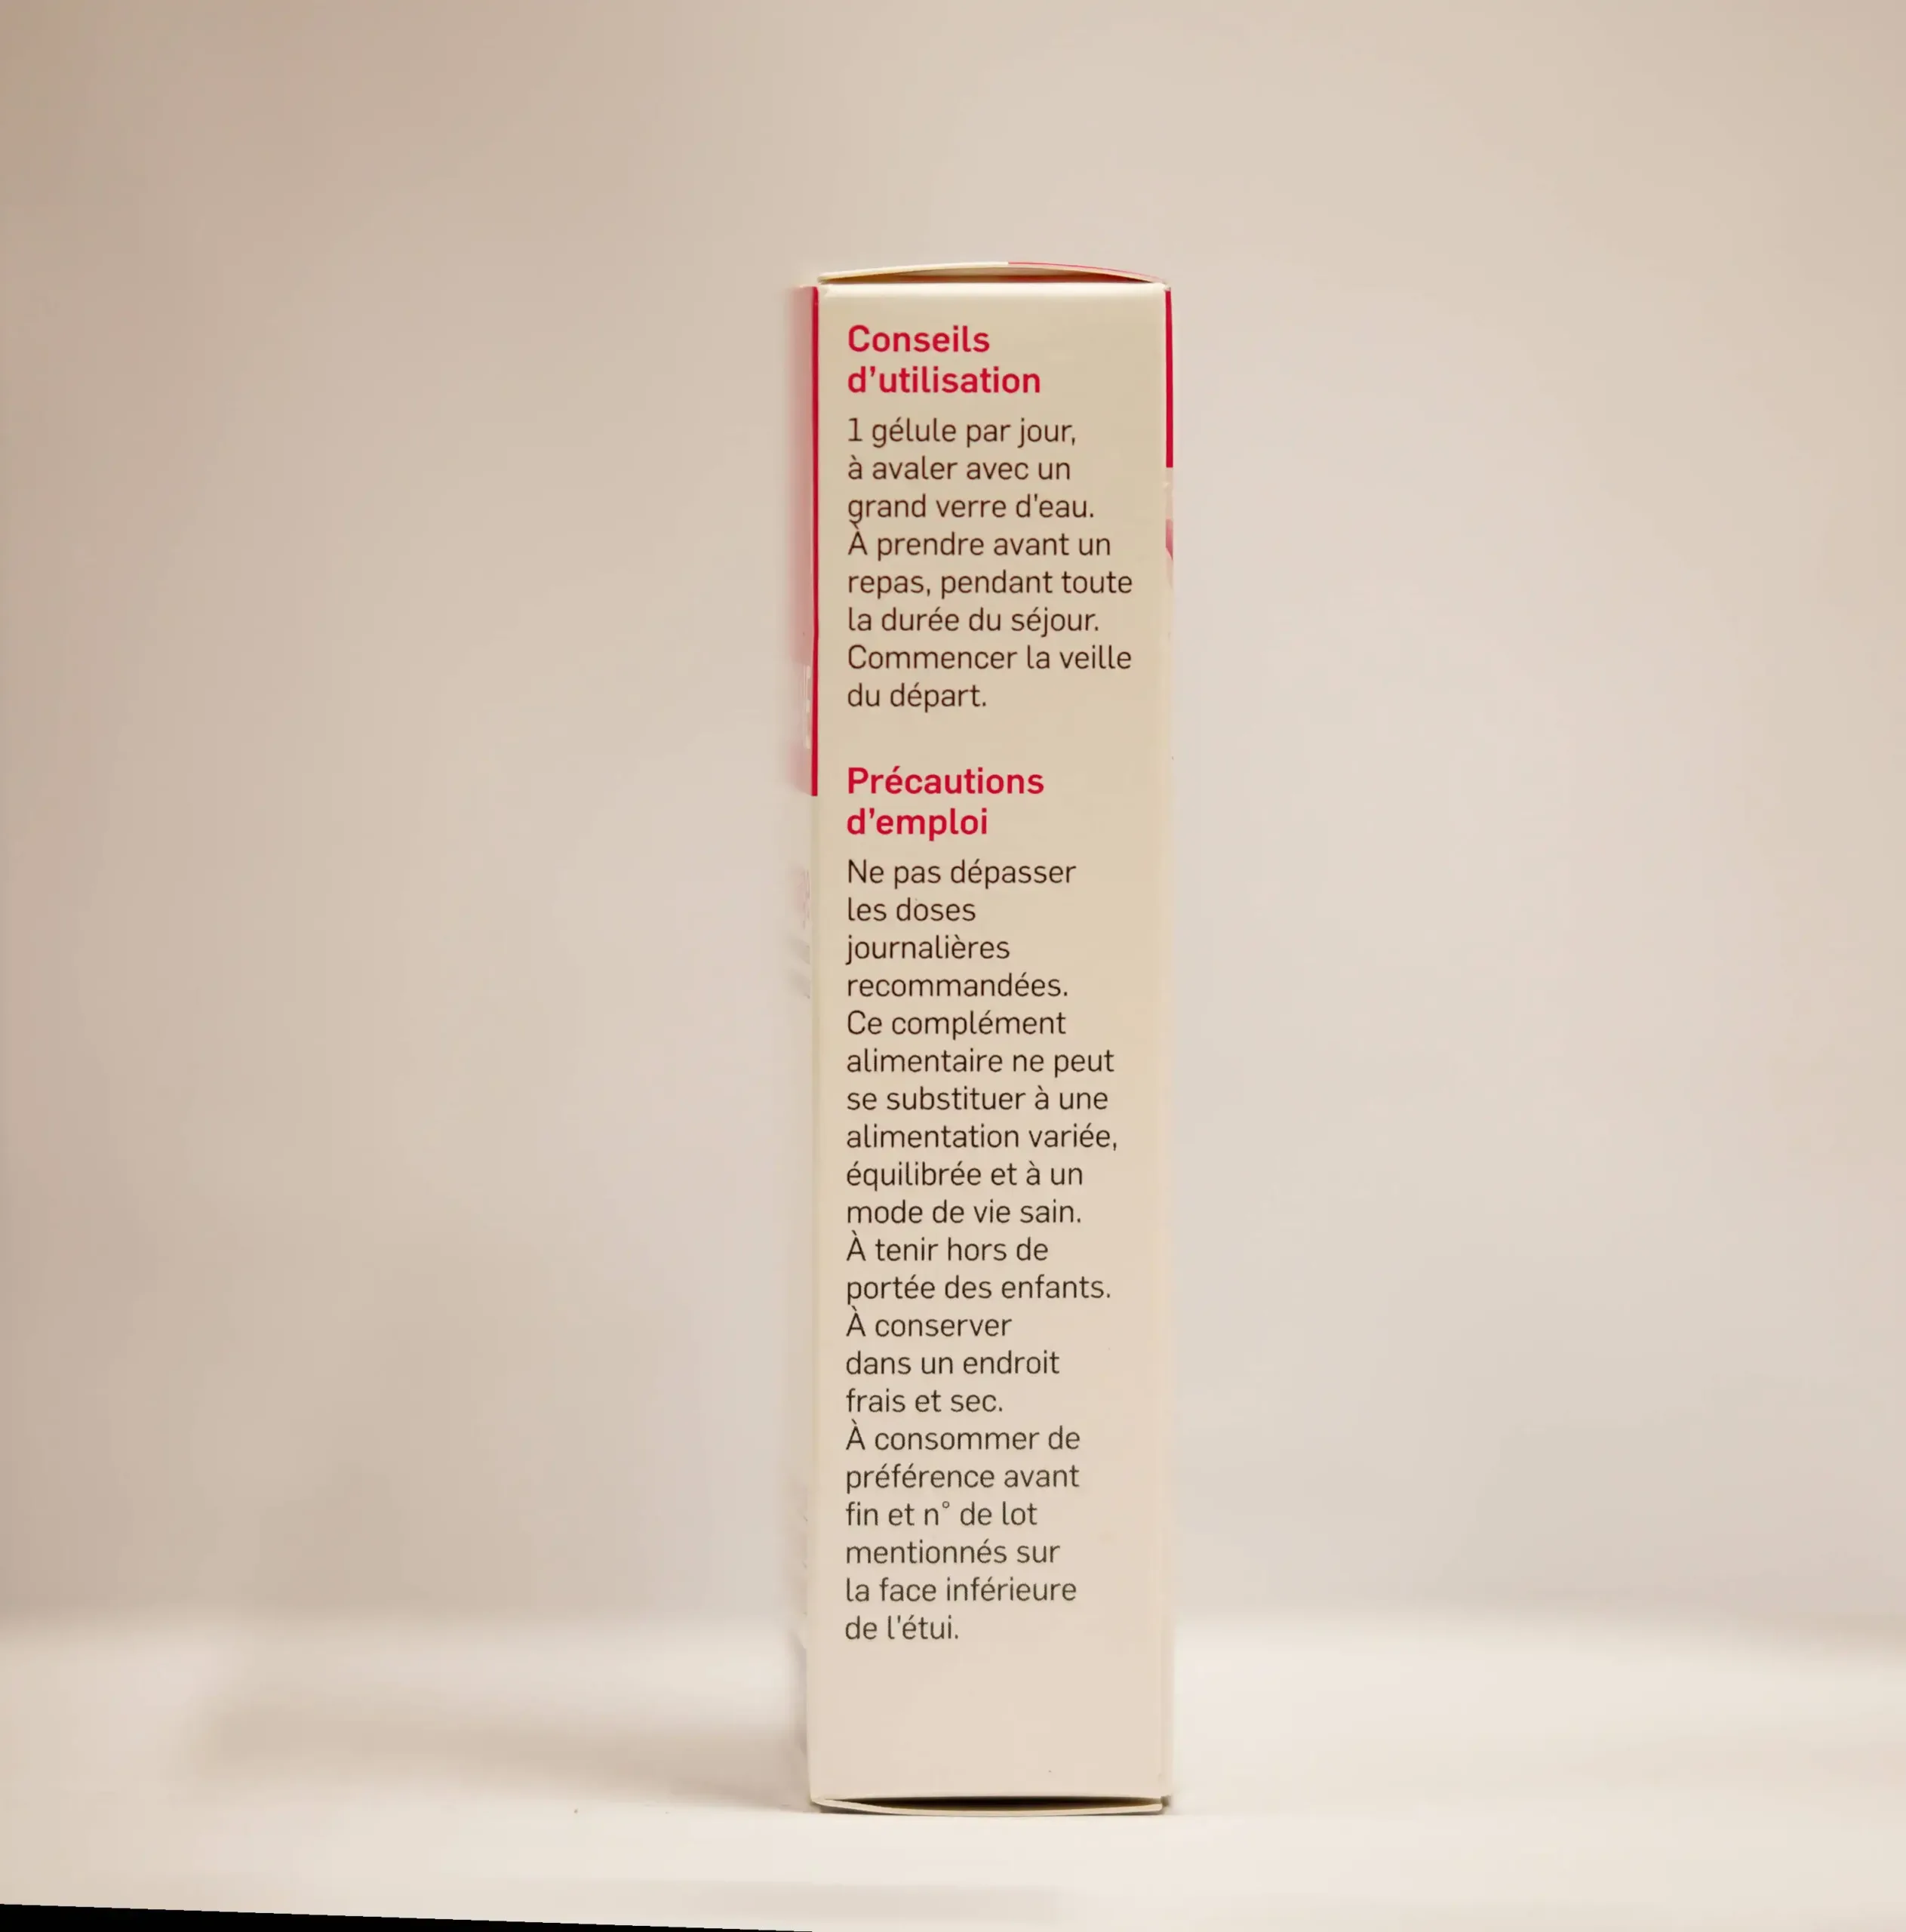 Conseils
d’utilisation
1 gélule par jour,
à avaler avec un
grand verre d'eau.
À prendre avant un
repas, pendant toute
la durée du séjour.
Commencer la veille
du départ.
Précautions
d’emploi
Ne pas dépasser
les doses
journalières
recommandées.
Ce complément
alimentaire ne peut
se substituer à une
alimentation variée,
équilibrée et à un
mode de vie sain.
À tenir hors de
portée des enfants.
À conserver
dans un endroit
frais et sec.
À consommer de
préférence avant
fin et n° de lot
mentionnés sur
la face inférieure
de l'étui.